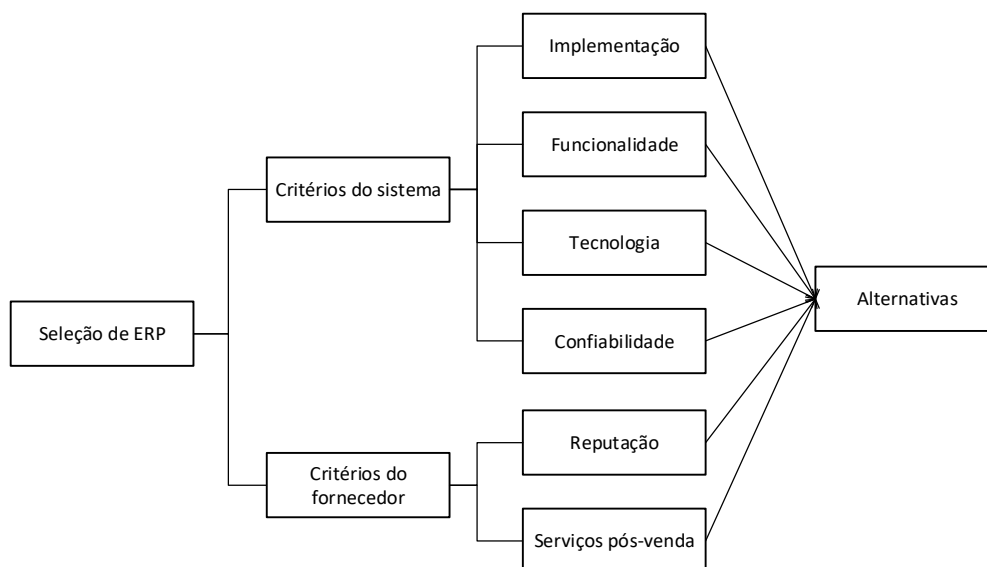 Implementação
Funcionalidade
Critérios do sistema
Tecnologia
Alternativas
Seleção de ERP
Confiabilidade
Reputação
Critérios do
fornecedor
Serviços pós-venda